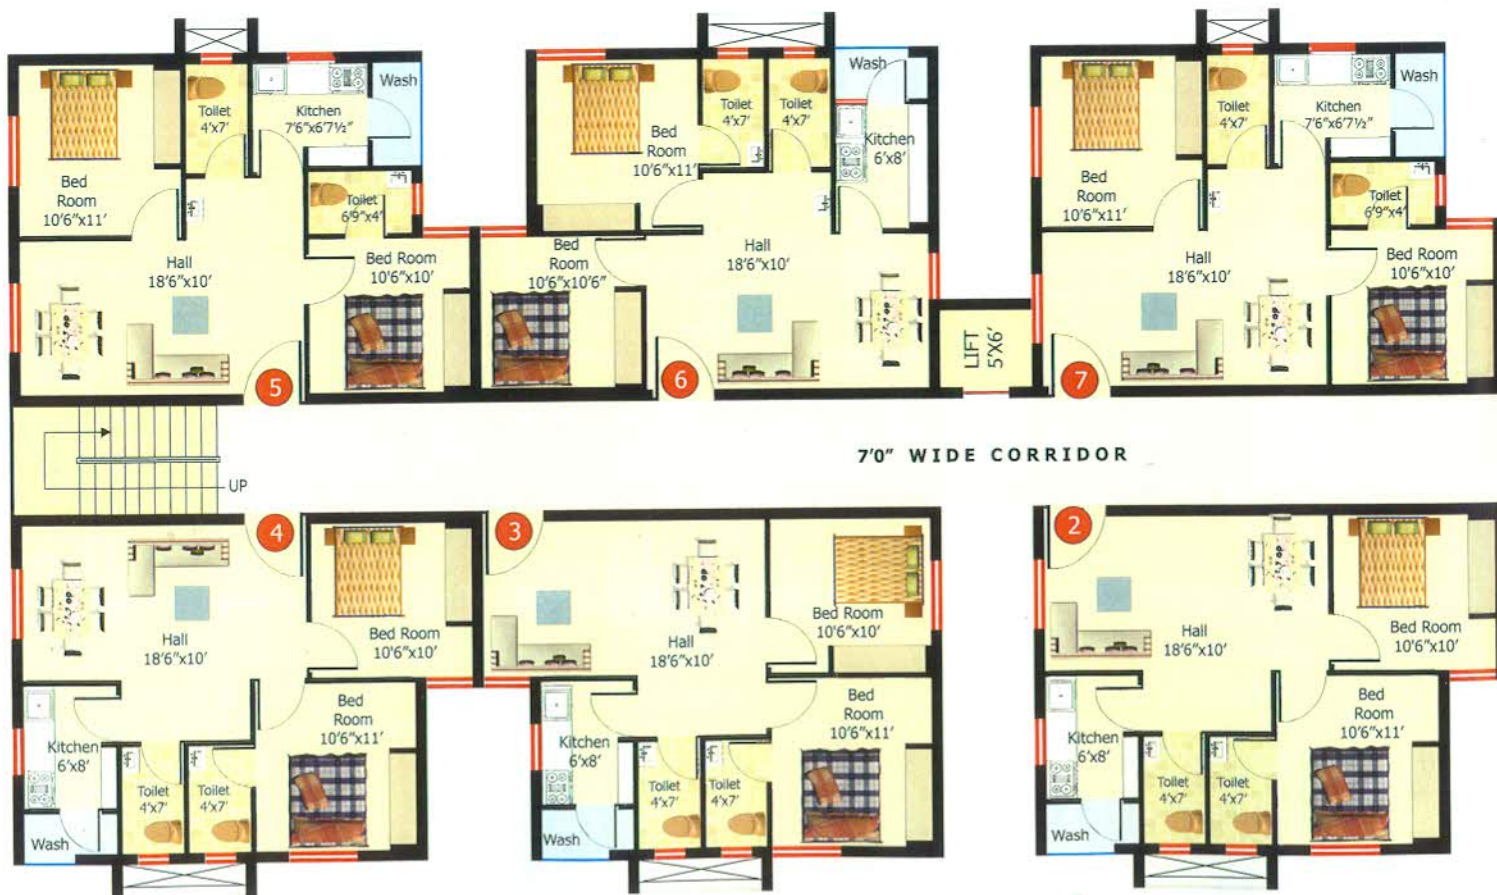 Bed
Room
10'6"x11'
Toilet
4'x7'
Kitchen
7'6"x6'7½"
Wash
Toilet
6'9"x4'
Hall
18'6"x10'
Bed Room
10'6"x10'
5
Bed
Room
10'6"x11'
Toilet
4'x7'
Toilet
4'x7'
Wash
Kitchen
6'x8'
Bed
Room
10'6"x10'6"
Hall
18'6"x10'
6
LIFT
5'X6'
Bed
Room
10'6"x11'
Toilet
4'x7'
Kitchen
7'6"x6'7½"
Wash
Toilet
6'9"x4'
Hall
18'6"x10'
Bed Room
10'6"x10'
7
7'0" WIDE CORRIDOR
UP
4
Hall
18'6"x10'
Bed Room
10'6"x10'
Kitchen
6'x8'
Wash
Toilet
4'x7'
Toilet
4'x7'
Bed
Room
10'6"x11'
3
Hall
18'6"x10'
Bed Room
10'6"x10'
Kitchen
6'x8'
Wash
Toilet
4'x7'
Toilet
4'x7'
Bed
Room
10'6"x11'
2
Hall
18'6"x10'
Bed Room
10'6"x10'
Kitchen
6'x8'
Wash
Toilet
4'x7'
Toilet
4'x7'
Bed
Room
10'6"x11'